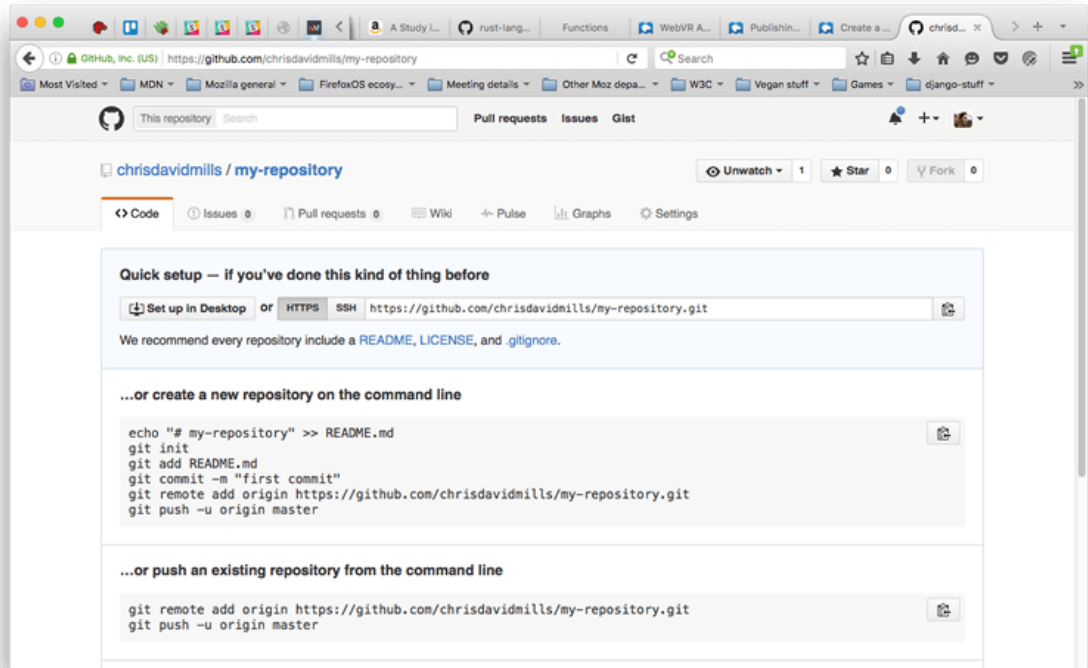 A Study i... rust-lang... Functions WebVR A... Publishin... Create a ... chrisd...
GitHub, Inc. (US) https://github.com/chrisdavidmills/my-repository Search
Most Visited MDN Mozilla general FirefoxOS ecosy... Meeting details Other Moz depa... W3C Vegan stuff Games django-stuff
This repository Search Pull requests Issues Gist
chrisdavidmills / my-repository Unwatch 1 Star 0 Fork 0
Code Issues 0 Pull requests 0 Wiki Pulse Graphs Settings
Quick setup — if you've done this kind of thing before
Set up in Desktop or HTTPS SSH https://github.com/chrisdavidmills/my-repository.git
We recommend every repository include a README, LICENSE, and .gitignore.
…or create a new repository on the command line
echo "# my-repository" >> README.md
git init
git add README.md
git commit -m "first commit"
git remote add origin https://github.com/chrisdavidmills/my-repository.git
git push -u origin master
…or push an existing repository from the command line
git remote add origin https://github.com/chrisdavidmills/my-repository.git
git push -u origin master